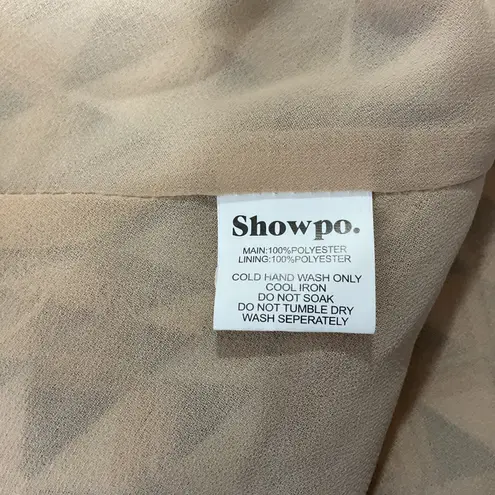 Showpo.
MAIN:100%POLYESTER
LINING:100%POLYESTER
COLD HAND WASH ONLY
COOL IRON
DO NOT SOAK
DO NOT TUMBLE DRY
WASH SEPERATELY